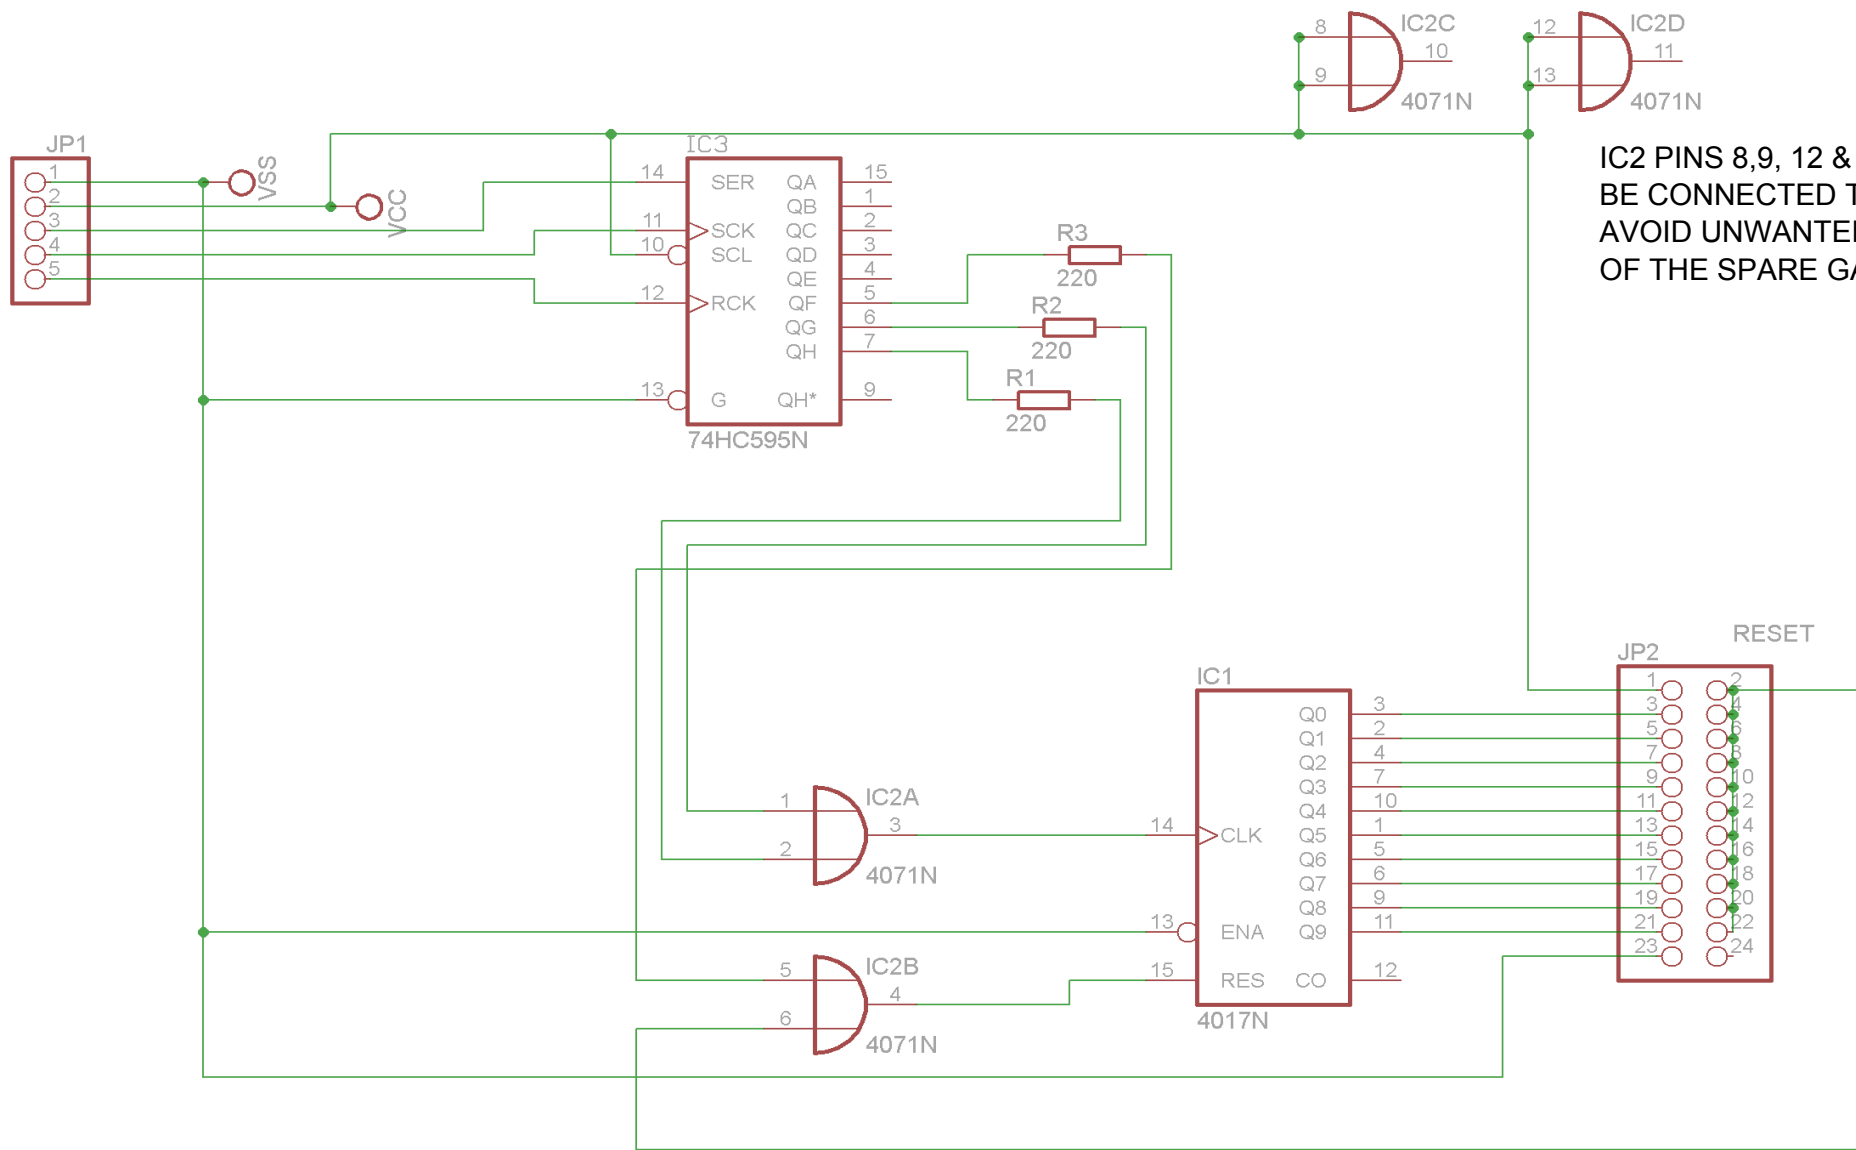 IC2C
8
10
9
4071N
IC2D
12
11
13
4071N
IC2 PINS 8,9, 12 &
BE CONNECTED
AVOID
OF THE SPARE
JP1
1
2
3
4
5
VSS
VCC
IC3
14 SER QA 15
QB 1
11 SCK QC 2
10 SCL QD 3
QE 4
12 RCK QF 5
QG 6
QH 7
13 G QH* 9
74HC595N
R3
220
R2
220
R1
220
RESET
JP2
1 2
3 4
5 6
7 8
9 10
11 12
13 14
15 16
17 18
19 20
21 22
23 24
IC1
Q0 3
Q1 2
Q2 4
Q3 7
Q4 10
14 CLK Q5 1
Q6 5
Q7 6
Q8 9
13 ENA Q9 11
15 RES CO 12
4017N
IC2A
1
3
2
4071N
IC2B
5
4
6
4071N